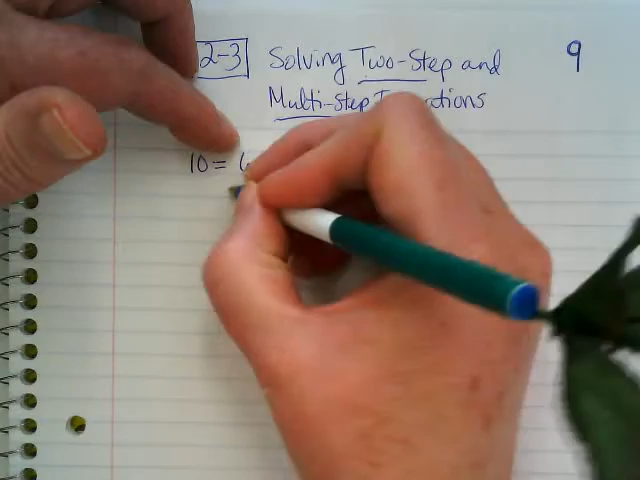 2-3 Solving Two-Step and 9
Multi-step
10 =